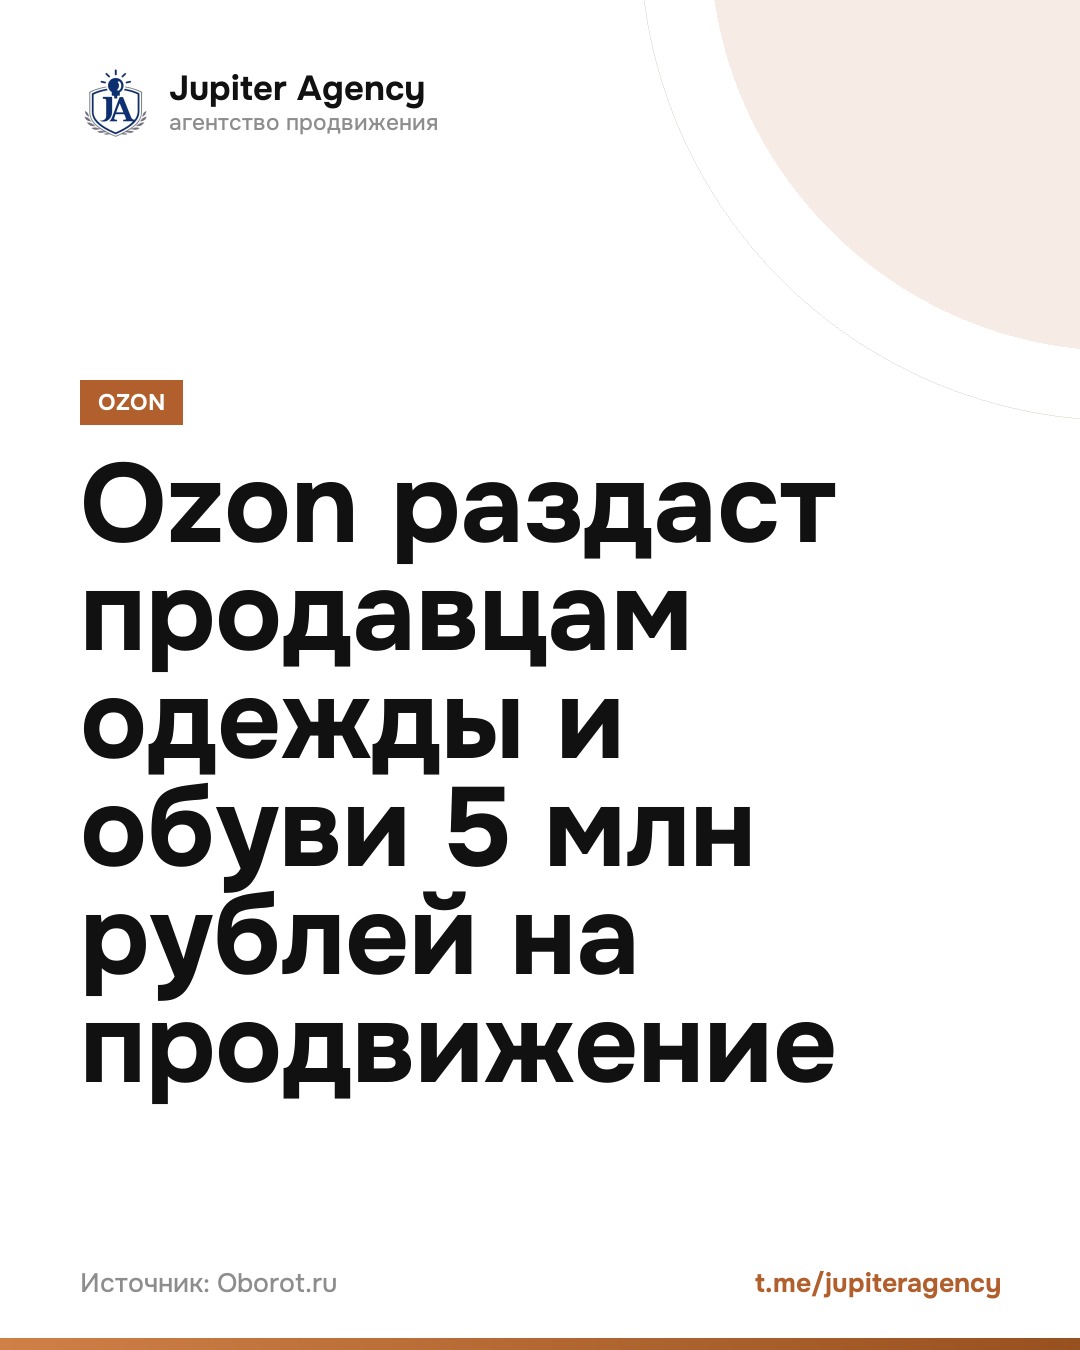 JA
Jupiter Agency
агентство продвижения
OZON
Ozon раздаст
продавцам
одежды и
обуви 5 млн
рублей на
продвижение
Источник: Oborot.ru
t.me/jupiteragency